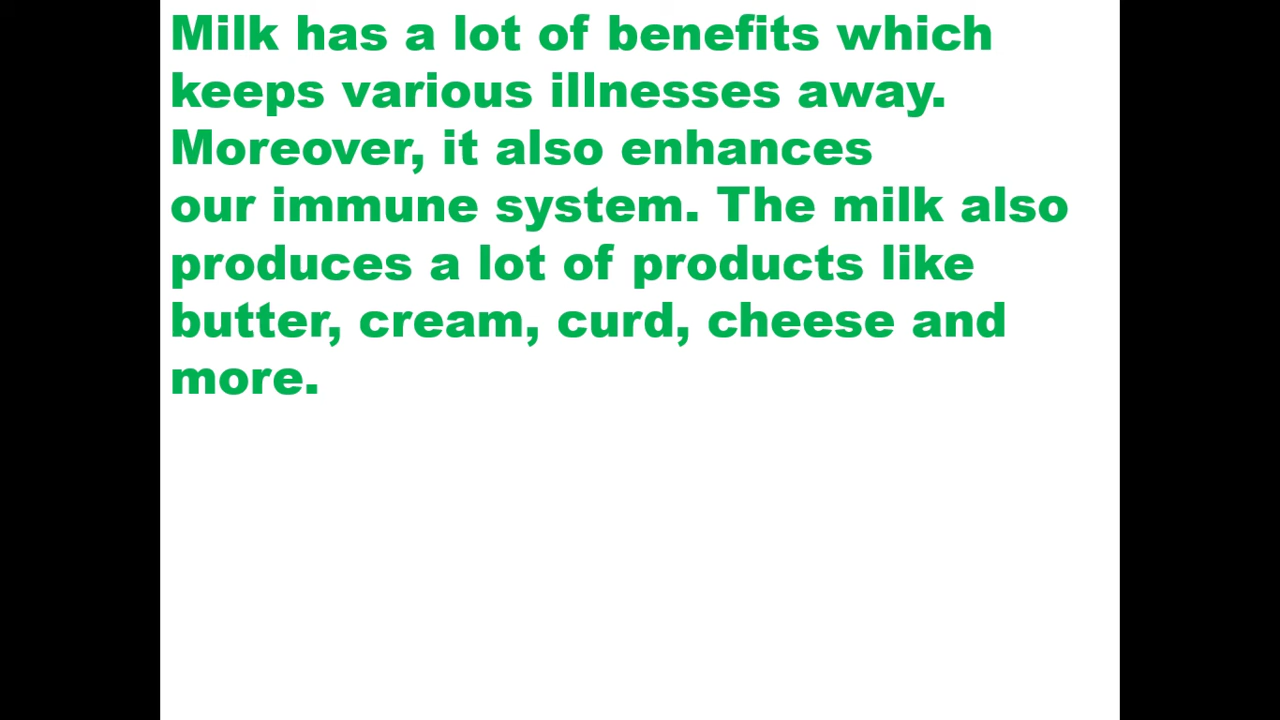 Milk has a lot of benefits which
keeps various illnesses away.
Moreover, it also enhances
our immune system. The milk also
produces a lot of products like
butter, cream, curd, cheese and
more.